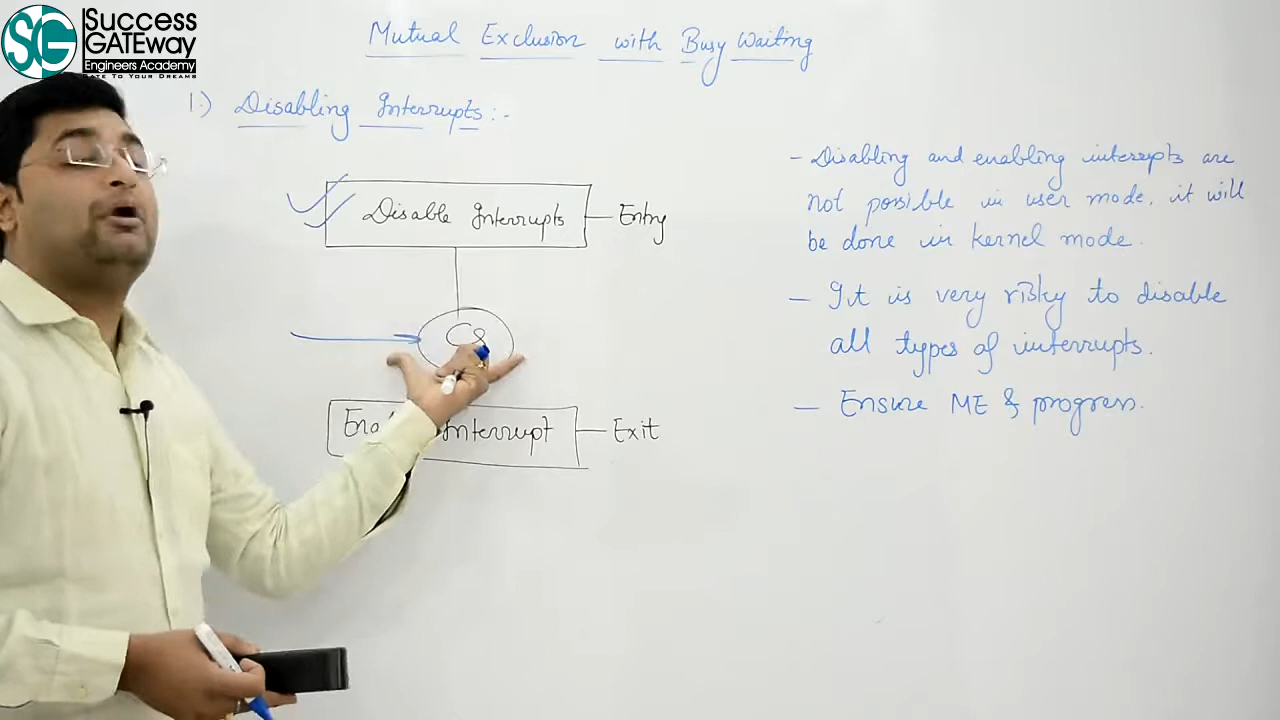 SG
Success
GATEway
Engineers Academy
GATE TO YOUR DREAMS
Mutual Exclusion with Busy Waiting
1.) Disabling Interrupts :-
Disable Interrupts — Entry
CS
Interrupt — Exit
- Disabling and enabling interrupts are
not possible in user mode. it will
be done in kernel mode.
- It is very risky to disable
all types of interrupts.
- Ensure ME & progress.